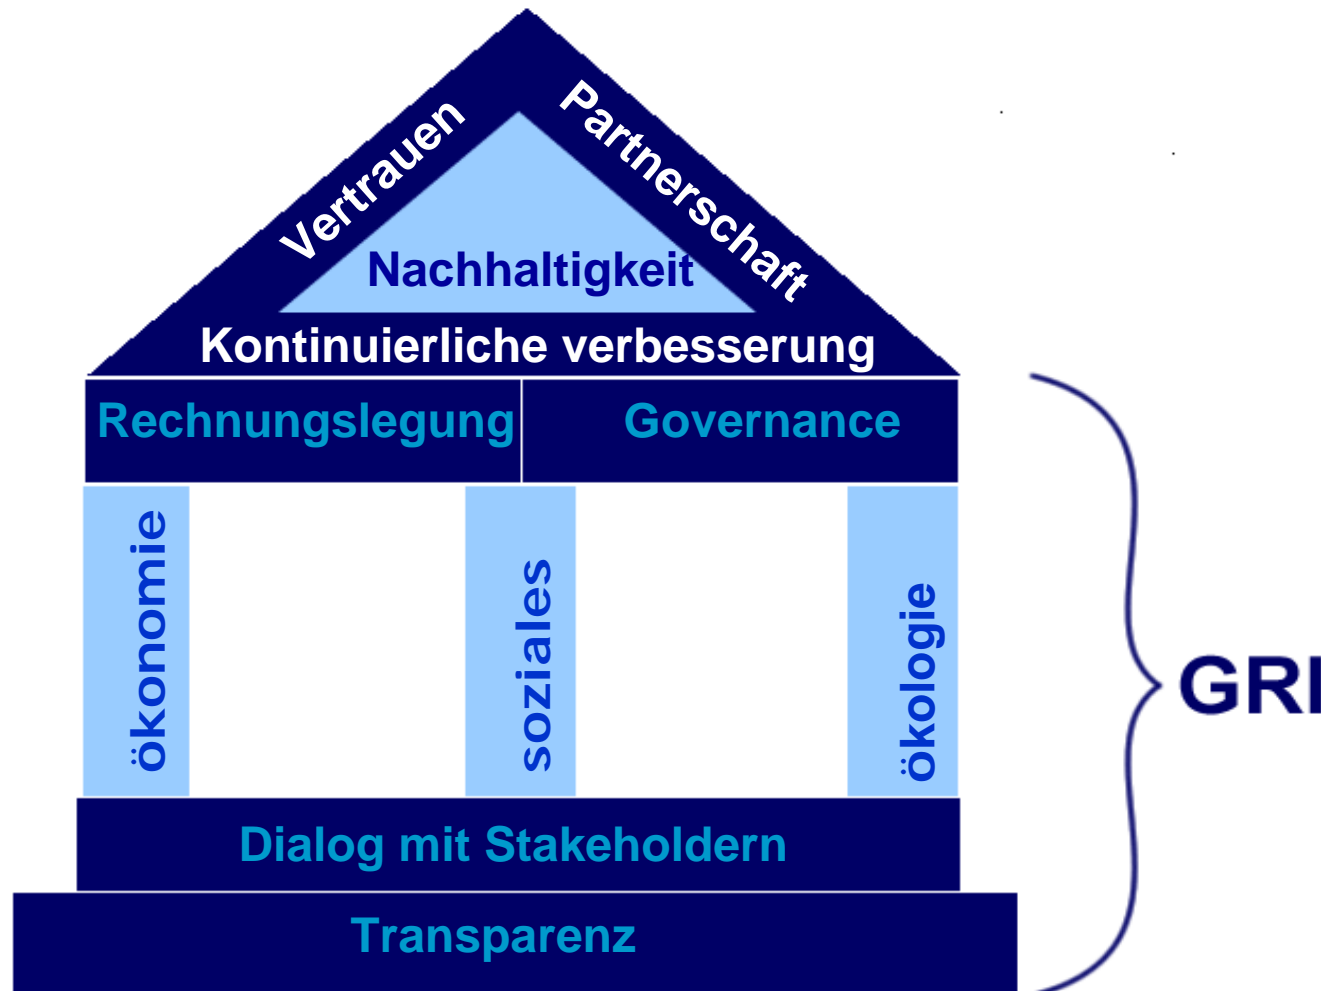 Vertrauen
Partnerschaft
Nachhaltigkeit
Kontinuierliche verbesserung
Rechnungslegung
Governance
ökonomie
soziales
ökologie
GRI
Dialog mit Stakeholdern
Transparenz